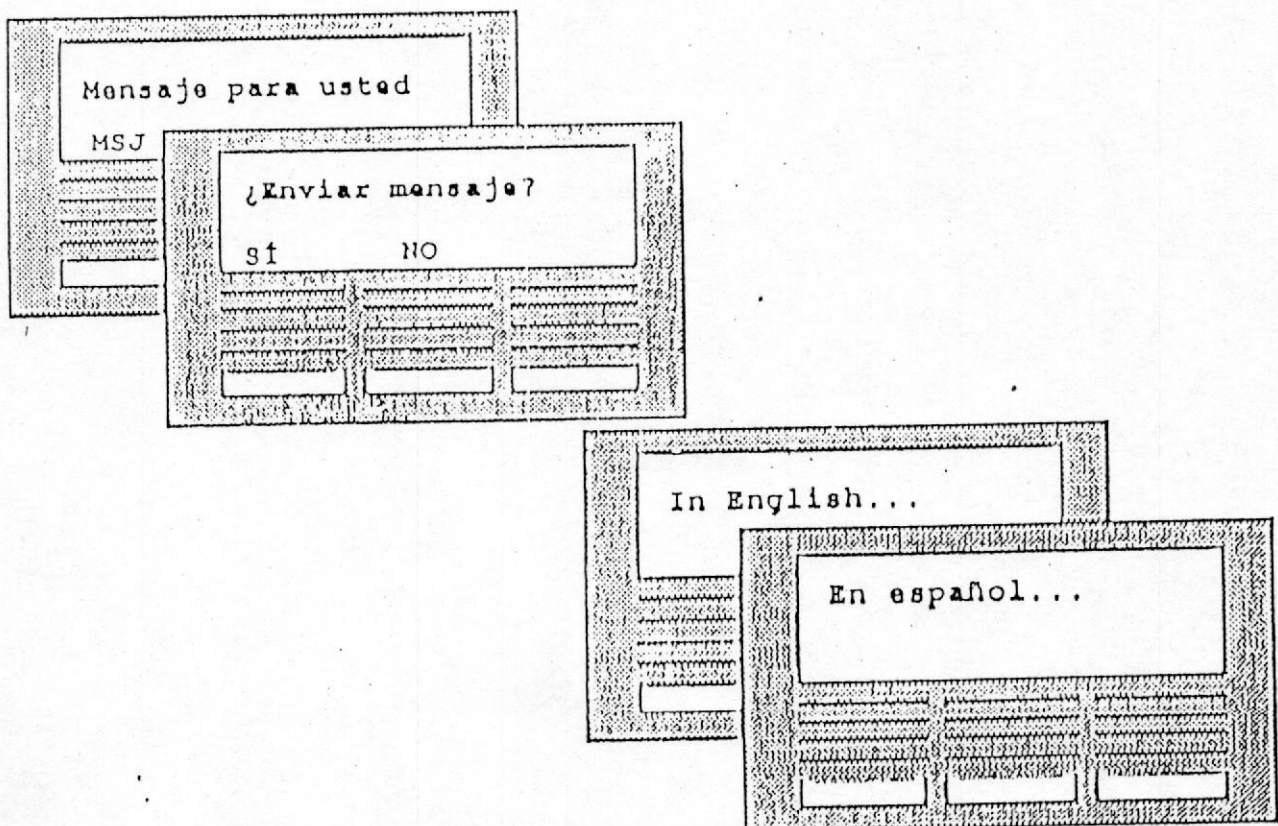 Mensaje para usted
MSJ
¿Enviar mensaje?
SÍ NO
In English...
En español...